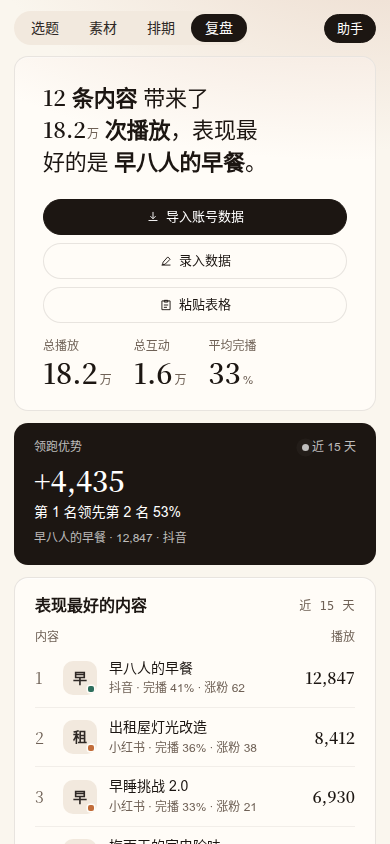 选题 素材 排期 复盘 助手
12 条内容 带来了
18.2万 次播放，表现最
好的是 早八人的早餐。
导入账号数据
录入数据
粘贴表格
总播放 总互动 平均完播
18.2万 1.6万 33%
领跑优势 近 15 天
+4,435
第 1 名领先第 2 名 53%
早八人的早餐 · 12,847 · 抖音
表现最好的内容 近 15 天
内容 播放
1 早 早八人的早餐 12,847
抖音 · 完播 41% · 涨粉 62
2 租 出租屋灯光改造 8,412
小红书 · 完播 36% · 涨粉 38
3 早 早睡挑战 2.0 6,930
小红书 · 完播 33% · 涨粉 21